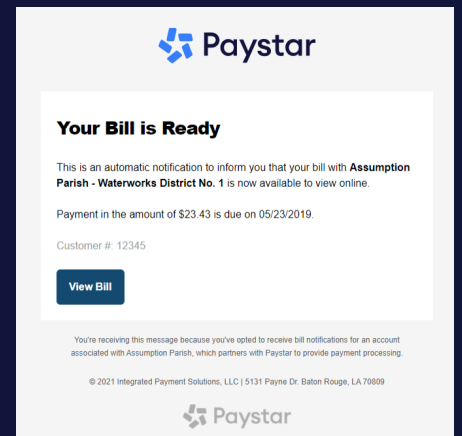 Paystar
Your Bill is Ready
This is an automatic notification to inform you that your bill with Assumption
Parish - Waterworks District No. 1 is now available to view online.
Payment in the amount of $23.43 is due on 05/23/2019.
Customer #: 12345
View Bill
You're receiving this message because you've opted to receive bill notifications for an account
associated with Assumption Parish, which partners with Paystar to provide payment processing.
© 2021 Integrated Payment Solutions, LLC | 5131 Payne Dr. Baton Rouge, LA 70809
Paystar